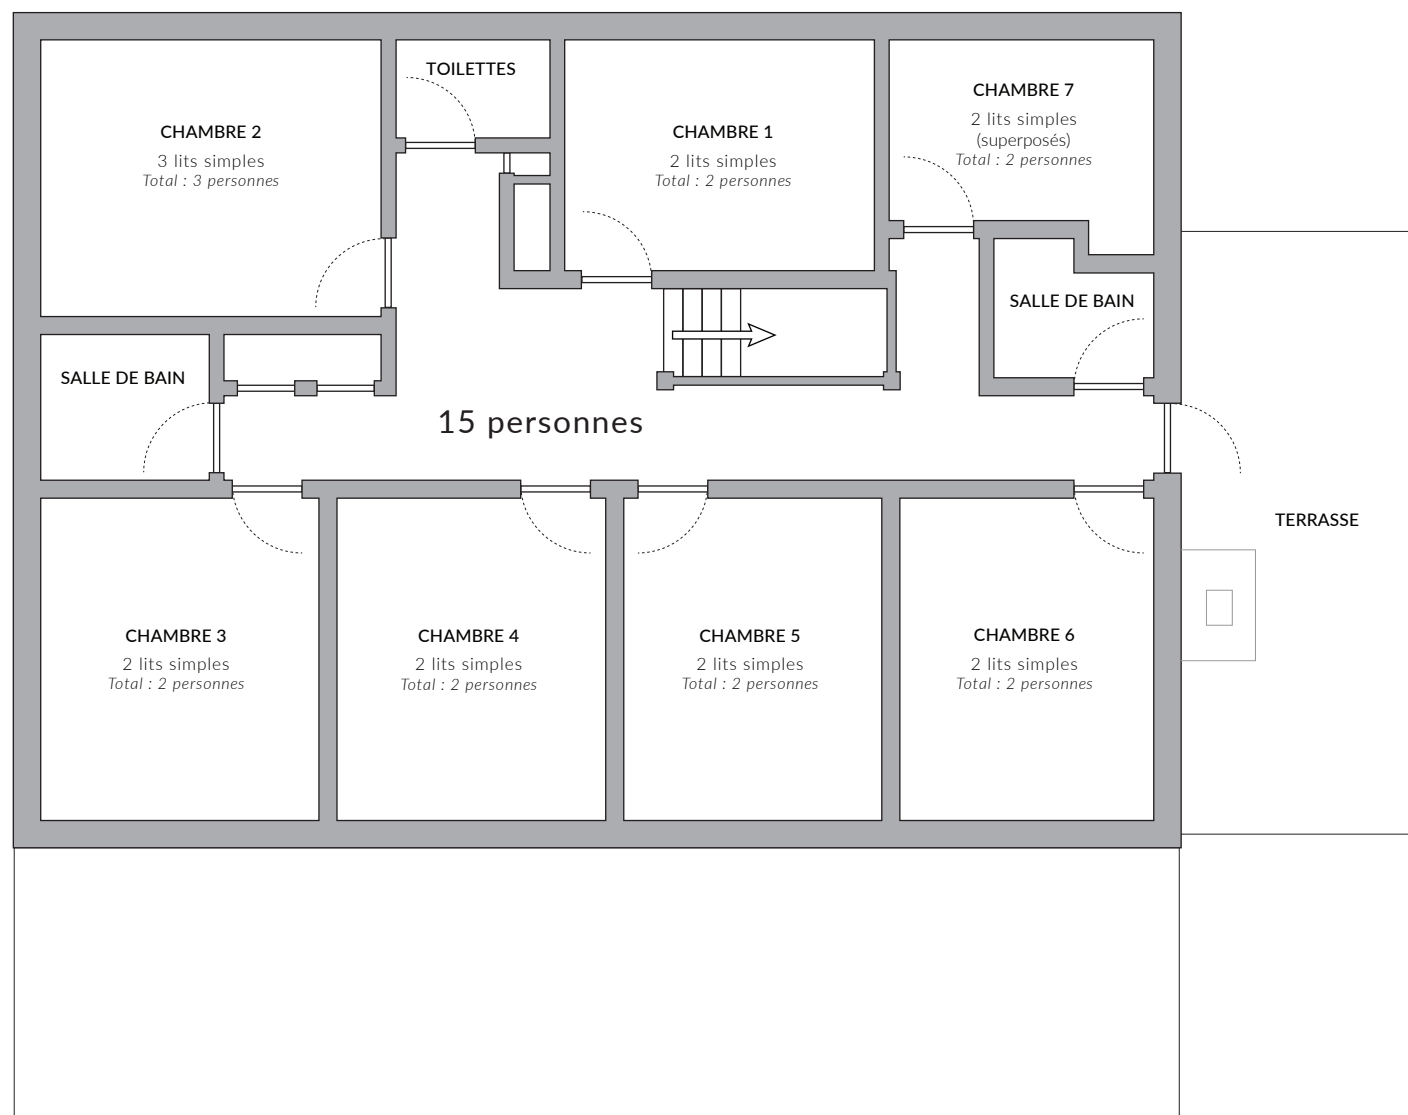 TOILETTES
CHAMBRE 2
3 lits simples
Total : 3 personnes
CHAMBRE 1
2 lits simples
Total : 2 personnes
CHAMBRE 7
2 lits simples
(superposés)
Total : 2 personnes
SALLE DE BAIN
SALLE DE BAIN
15 personnes
TERRASSE
CHAMBRE 3
2 lits simples
Total : 2 personnes
CHAMBRE 4
2 lits simples
Total : 2 personnes
CHAMBRE 5
2 lits simples
Total : 2 personnes
CHAMBRE 6
2 lits simples
Total : 2 personnes